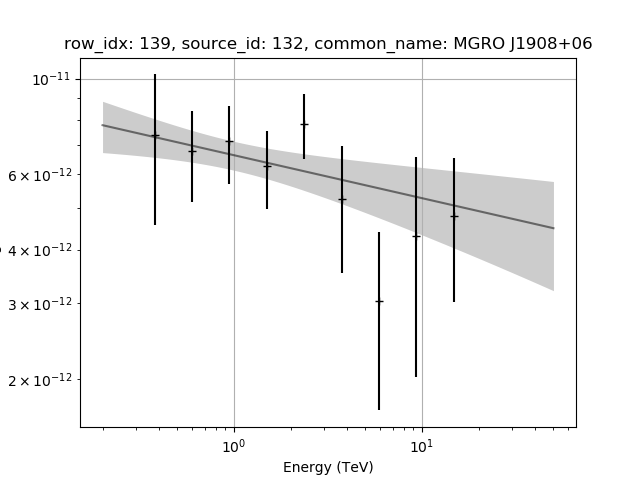 row_idx: 139, source_id: 132, common_name: MGRO J1908+06
10⁻¹¹
6 × 10⁻¹²
4 × 10⁻¹²
3 × 10⁻¹²
2 × 10⁻¹²
10⁰ 10¹
Energy (TeV)